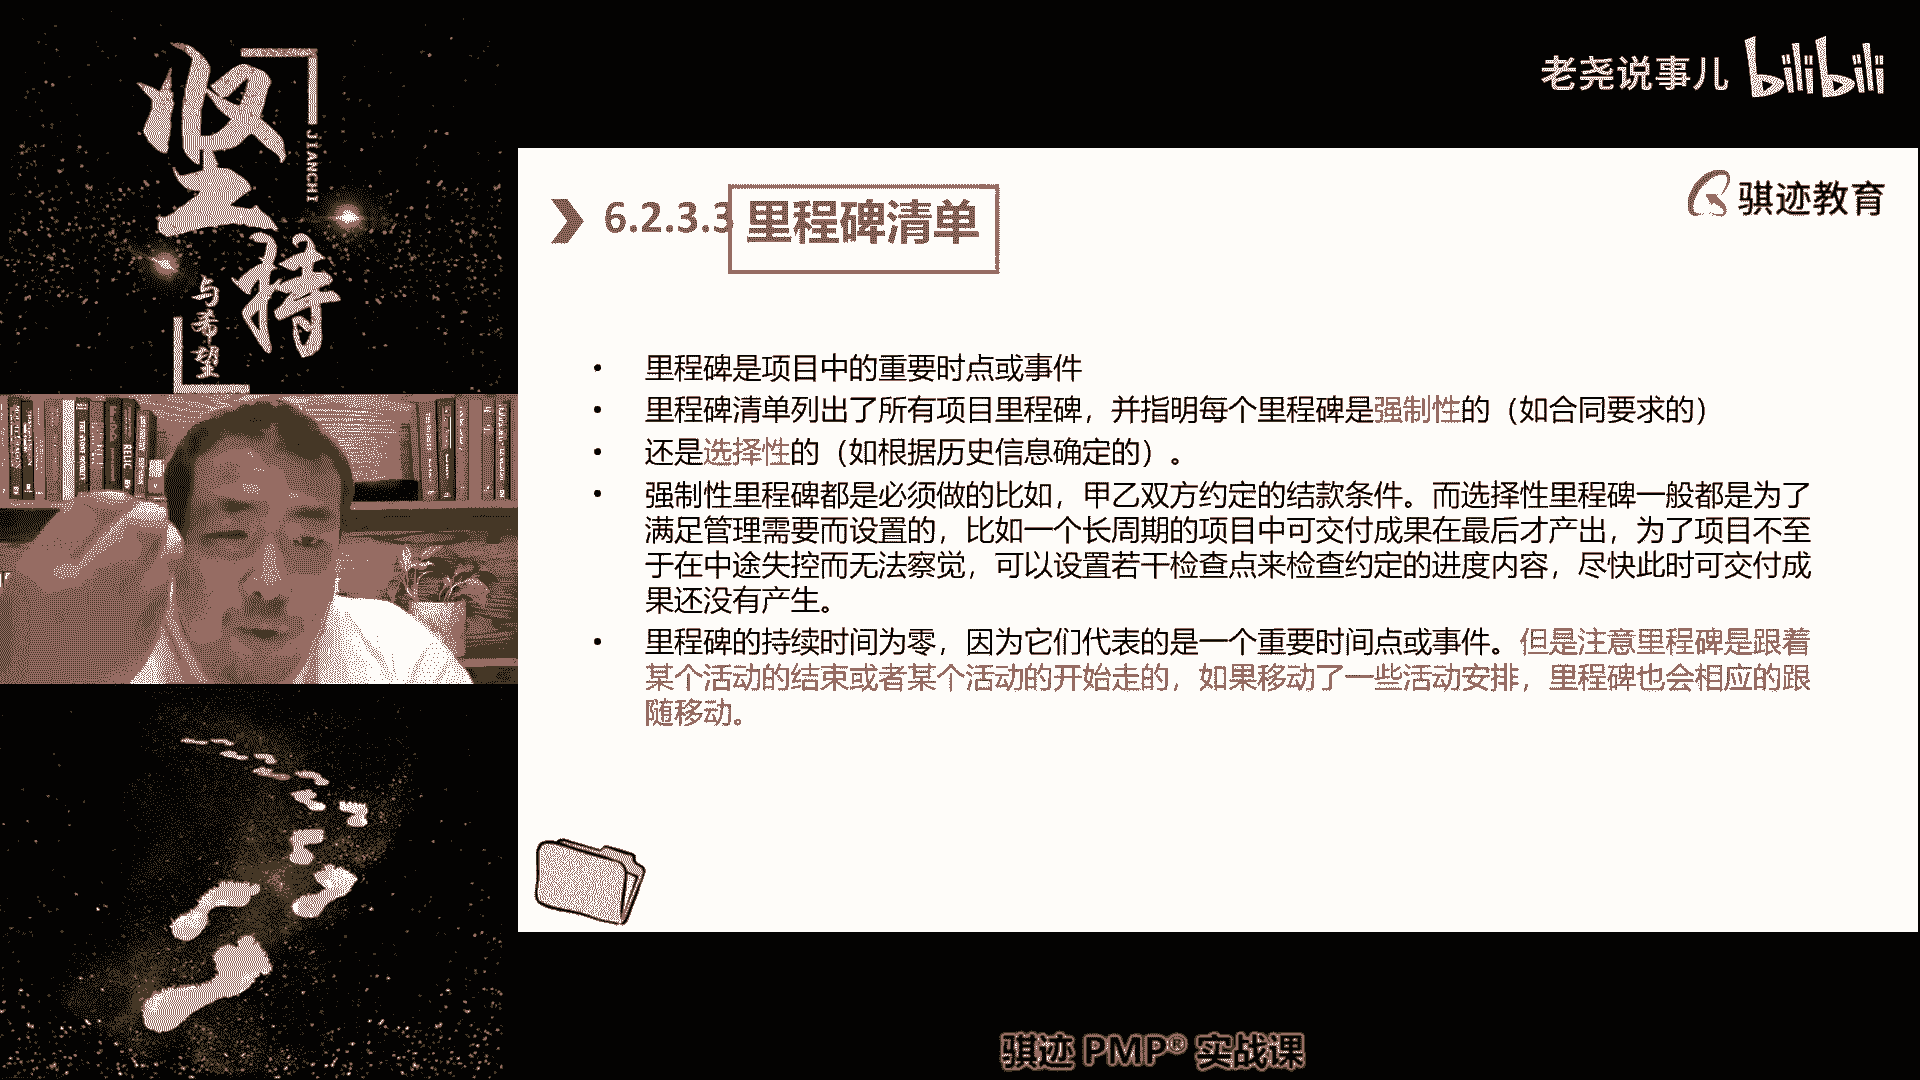 坚持
JIANCHI
与希望
老尧说事儿 bilibili
骐迹教育
6.2.3.3 里程碑清单
• 里程碑是项目中的重要时点或事件
• 里程碑清单列出了所有项目里程碑，并指明每个里程碑是强制性的（如合同要求的）
• 还是选择性的（如根据历史信息确定的）。
• 强制性里程碑都是必须做的比如，甲乙双方约定的结款条件。而选择性里程碑一般都是为了
满足管理需要而设置的，比如一个长周期的项目中可交付成果在最后才产出，为了项目不至
于在中途失控而无法察觉，可以设置若干检查点来检查约定的进度内容，尽快此时可交付成
果还没有产生。
• 里程碑的持续时间为零，因为它们代表的是一个重要时间点或事件。但是注意里程碑是跟着
某个活动的结束或者某个活动的开始走的，如果移动了一些活动安排，里程碑也会相应的跟
随移动。
RELIC
骐迹 PMP® 实战课